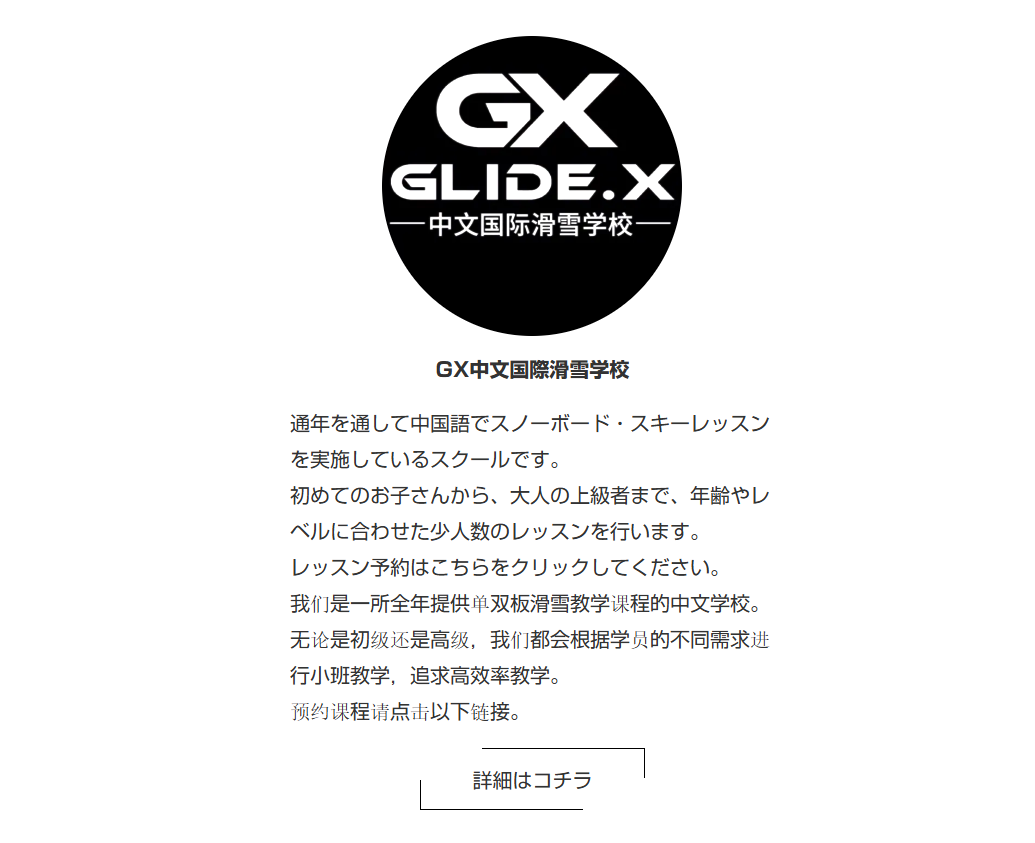 GX
GLIDE.X
中文国际滑雪学校
GX中文国際滑雪学校
通年を通して中国語でスノーボード・スキーレッスン
を実施しているスクールです。
初めてのお子さんから、大人の上級者まで、年齢やレ
ベルに合わせた少人数のレッスンを行います。
レッスン予約はこちらをクリックしてください。
我们是一所全年提供单双板滑雪教学课程的中文学校。
无论是初级还是高级，我们都会根据学员的不同需求进
行小班教学，追求高效率教学。
预约课程请点击以下链接。
詳細はコチラ